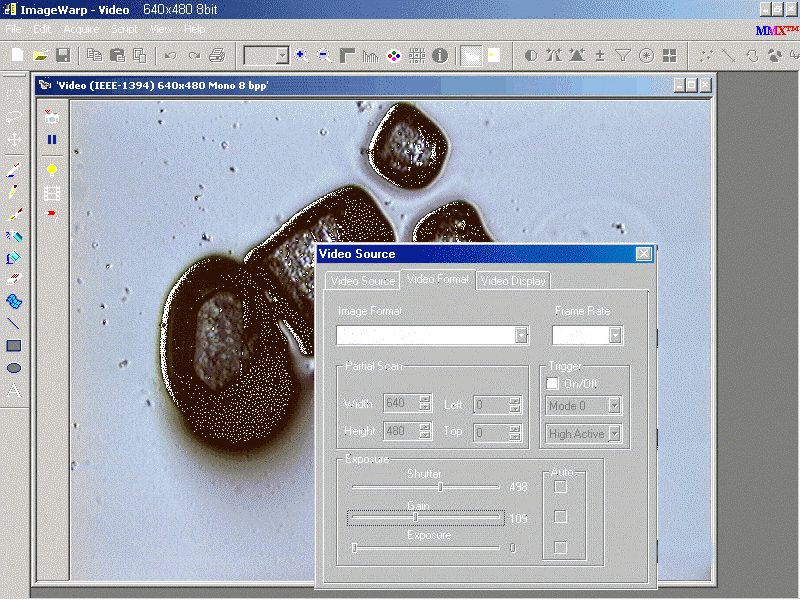 ImageWarp - Video    640x480 8bit
File Edit Acquire Script View Help
MMX™
'Video (IEEE-1394) 640x480 Mono 8 bpp'
Video Source
Video Source Video Format Video Display
Image Format Frame Rate
Partial Scan Trigger
On/Off
Width 640 Left 0 Mode 0
Height 480 Top 0 High Active
Exposure
Shutter Auto
498
Gain
109
Exposure
0
A